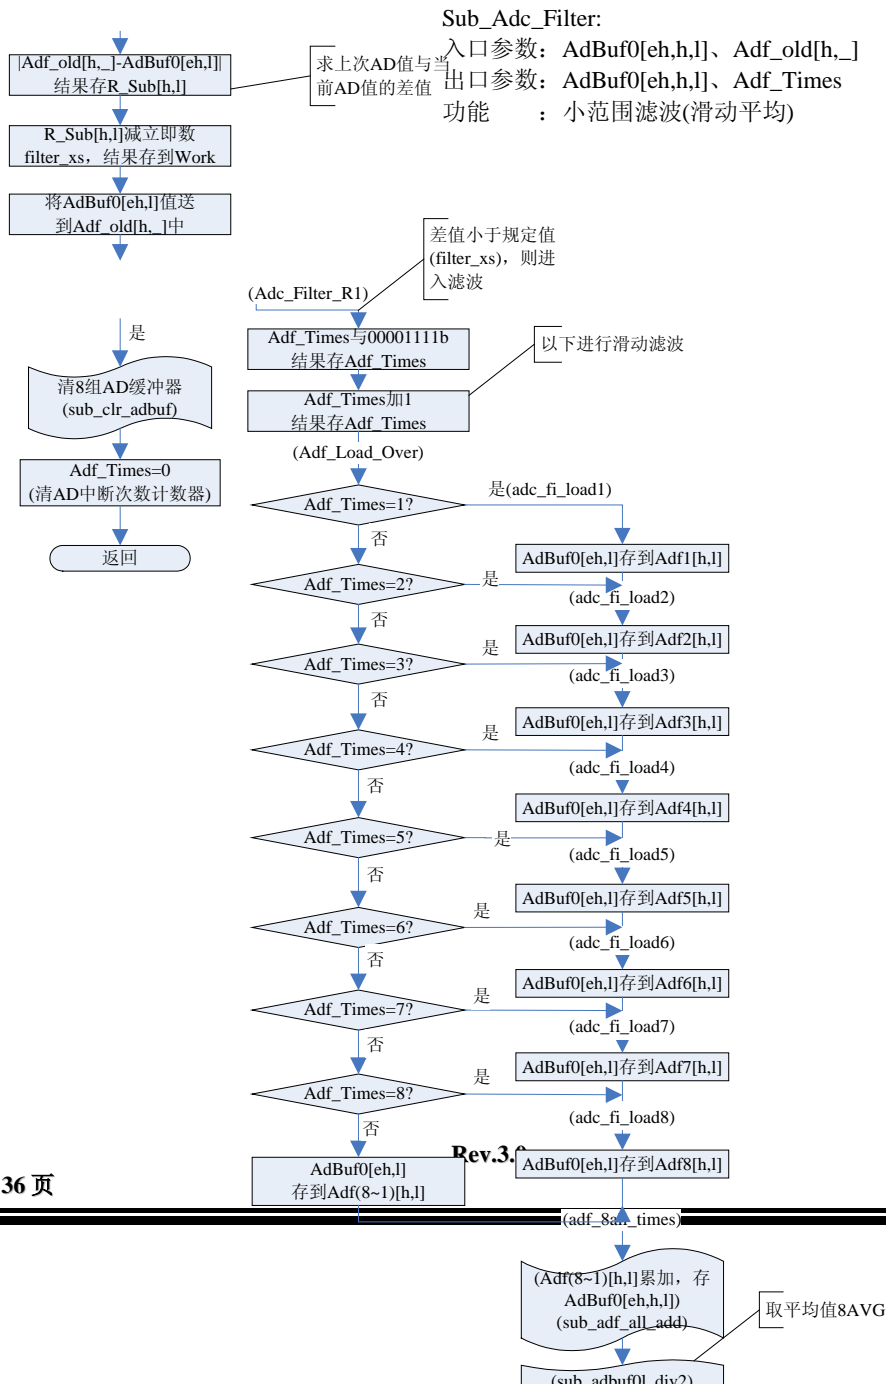 Sub_Adc_Filter:
入口参数：AdBuf0[eh,h,l]、Adf_old[h,_]
出口参数：AdBuf0[eh,h,l]、Adf_Times
功能　　：小范围滤波(滑动平均)
|Adf_old[h,_]-AdBuf0[eh,l]|
结果存R_Sub[h,l]
求上次AD值与当
前AD值的差值
R_Sub[h,l]减立即数
filter_xs，结果存到Work
将AdBuf0[eh,l]值送
到Adf_old[h,_]中
差值小于规定值
(filter_xs)，则进
入滤波
(Adc_Filter_R1)
是
清8组AD缓冲器
(sub_clr_adbuf)
Adf_Times=0
(清AD中断次数计数器)
返回
Adf_Times与00001111b
结果存Adf_Times
以下进行滑动滤波
Adf_Times加1
结果存Adf_Times
(Adf_Load_Over)
Adf_Times=1?
是(adc_fi_load1)
否
AdBuf0[eh,l]存到Adf1[h,l]
Adf_Times=2?
是
(adc_fi_load2)
否
AdBuf0[eh,l]存到Adf2[h,l]
Adf_Times=3?
是
(adc_fi_load3)
否
AdBuf0[eh,l]存到Adf3[h,l]
Adf_Times=4?
是
(adc_fi_load4)
否
AdBuf0[eh,l]存到Adf4[h,l]
Adf_Times=5?
是
(adc_fi_load5)
否
AdBuf0[eh,l]存到Adf5[h,l]
Adf_Times=6?
是
(adc_fi_load6)
否
AdBuf0[eh,l]存到Adf6[h,l]
Adf_Times=7?
是
(adc_fi_load7)
否
AdBuf0[eh,l]存到Adf7[h,l]
Adf_Times=8?
是
(adc_fi_load8)
否
AdBuf0[eh,l]
存到Adf(8~1)[h,l]
AdBuf0[eh,l]存到Adf8[h,l]
36 页
(adf_8all_times)
(Adf(8~1)[h,l]累加，存
AdBuf0[eh,h,l])
(sub_adf_all_add)
取平均值8AVG
(sub_adbuf0l_div2)